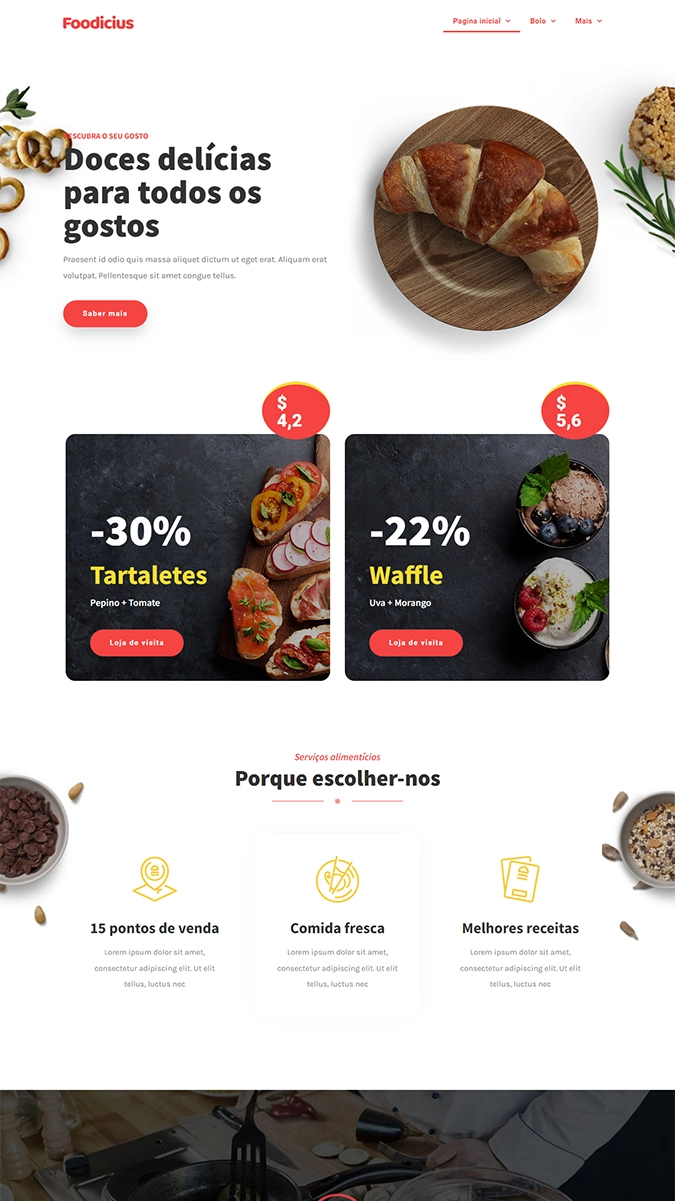 Foodicius
Pagina inicial
Bolo
Mais
DESCUBRA O SEU GOSTO
Doces delícias
para todos os
gostos
Praesent id odio quis massa aliquet dictum ut eget erat. Aliquam erat
volutpat. Pellentesque sit amet congue tellus.
Saber mais
$
4,2
-30%
Tartaletes
Pepino + Tomate
Loja de visita
$
5,6
-22%
Waffle
Uva + Morango
Loja de visita
Serviços alimentícios
Porque escolher-nos
15 pontos de venda
Lorem ipsum dolor sit amet,
consectetur adipiscing elit. Ut elit
tellus, luctus nec
Comida fresca
Lorem ipsum dolor sit amet,
consectetur adipiscing elit. Ut elit
tellus, luctus nec
Melhores receitas
Lorem ipsum dolor sit amet,
consectetur adipiscing elit. Ut elit
tellus, luctus nec